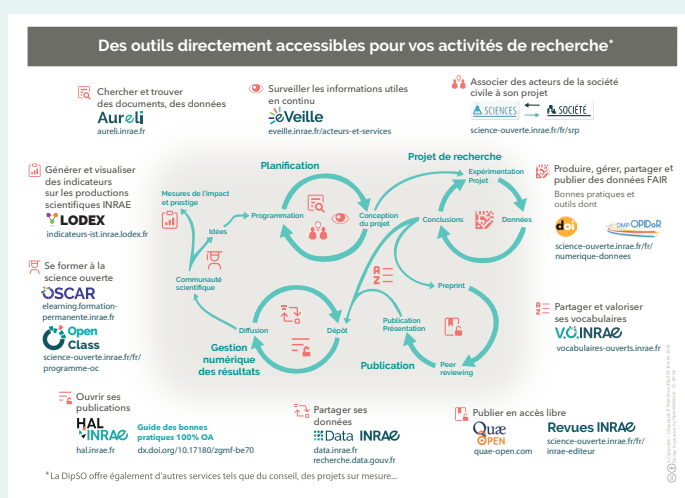 Des outils directement accessibles pour vos activités de recherche*
Chercher et trouver
des documents, des données
Aureli
aureli.inrae.fr
Surveiller les informations utiles
en continu
eVeille
eveille.inrae.fr/acteurs-et-services
Associer des acteurs de la société
civile à son projet
SCIENCES
SOCIÉTÉ
science-ouverte.inrae.fr/fr/srp
Générer et visualiser
des indicateurs
sur les productions
scientifiques INRAE
LODEX
indicateurs-ist.inrae.lodex.fr
Se former à la
science ouverte
OSCAR
elearning.formation-
permanente.inrae.fr
Open
Class
science-ouverte.inrae.fr/fr/
programme-oc
Planification
Projet de recherche
Mesures de l'impact
et prestige
Programmation
Idées
Conception
du projet
Expérimentation
Projet
Conclusions
Données
Communauté
scientifique
Preprint
Diffusion
Dépôt
Publication
Présentation
Gestion
numérique
des résultats
Publication
Peer
reviewing
Produire, gérer, partager et
publier des données FAIR
Bonnes pratiques et
outils dont
doi
DMP OPIDoR
science-ouverte.inrae.fr/fr/
numerique-donnees
Partager et valoriser
ses vocabulaires
V.O. INRAE
vocabulaires-ouverts.inrae.fr
Ouvrir ses
publications
HAL
INRAE
hal.inrae.fr
Guide des bonnes
pratiques 100% OA
dx.doi.org/10.17180/zgmf-be70
Partager ses
données
Data INRAE
data.inrae.fr
recherche.data.gouv.fr
Publier en accès libre
Quæ
OPEN
quae-open.com
Revues INRAE
science-ouverte.inrae.fr/fr/
inrae-editeur
*La DipSO offre également d'autres services tels que du conseil, des projets sur mesure...